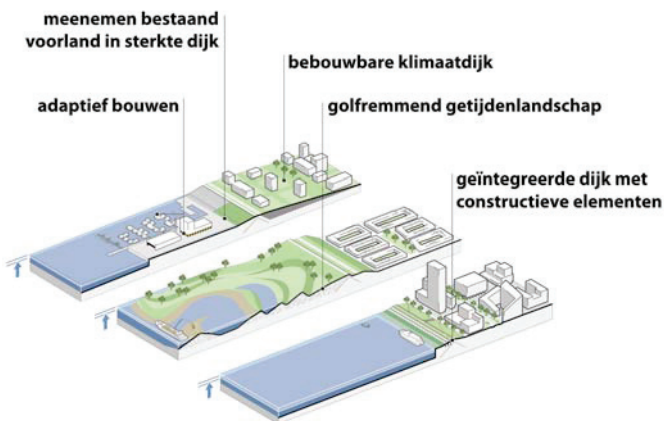 meenemen bestaand
voorland in sterkte dijk
bebouwbare klimaatdijk
adaptief bouwen
golfremmend getijdenlandschap
geïntegreerde dijk met
constructieve elementen